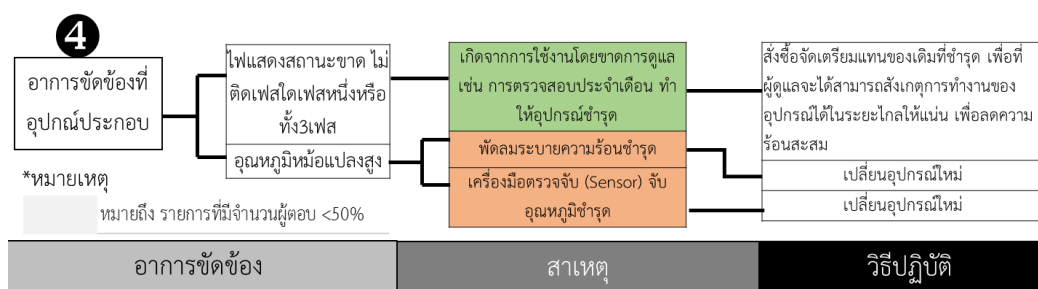 4
อาการขัดข้องที่
อุปกณ์ประกอบ
ไฟแสดงสถานะขาด ไม่
ติดเฟสใดเฟสหนึ่งหรือ
ทั้ง3เฟส
อุณหภูมิหม้อแปลงสูง
เกิดจากการใช้งานโดยขาดการดูแล
เช่น การตรวจสอบประจำเดือน ทำ
ให้อุปกรณ์ชำรุด
พัดลมระบายความร้อนชำรุด
เครื่องมือตรวจจับ (Sensor) จับ
อุณหภูมิชำรุด
สั่งซื้อจัดเตรียมแทนของเดิมที่ชำรุด เพื่อที่
ผู้ดูแลจะได้สามารถสังเกตุการทำงานของ
อุปกรณ์ได้ในระยะไกลให้แน่น เพื่อลดความ
ร้อนสะสม
เปลี่ยนอุปกรณ์ใหม่
เปลี่ยนอุปกรณ์ใหม่
*หมายเหตุ
หมายถึง รายการที่มีจำนวนผู้ตอบ <50%
อาการขัดข้อง
สาเหตุ
วิธีปฏิบัติ